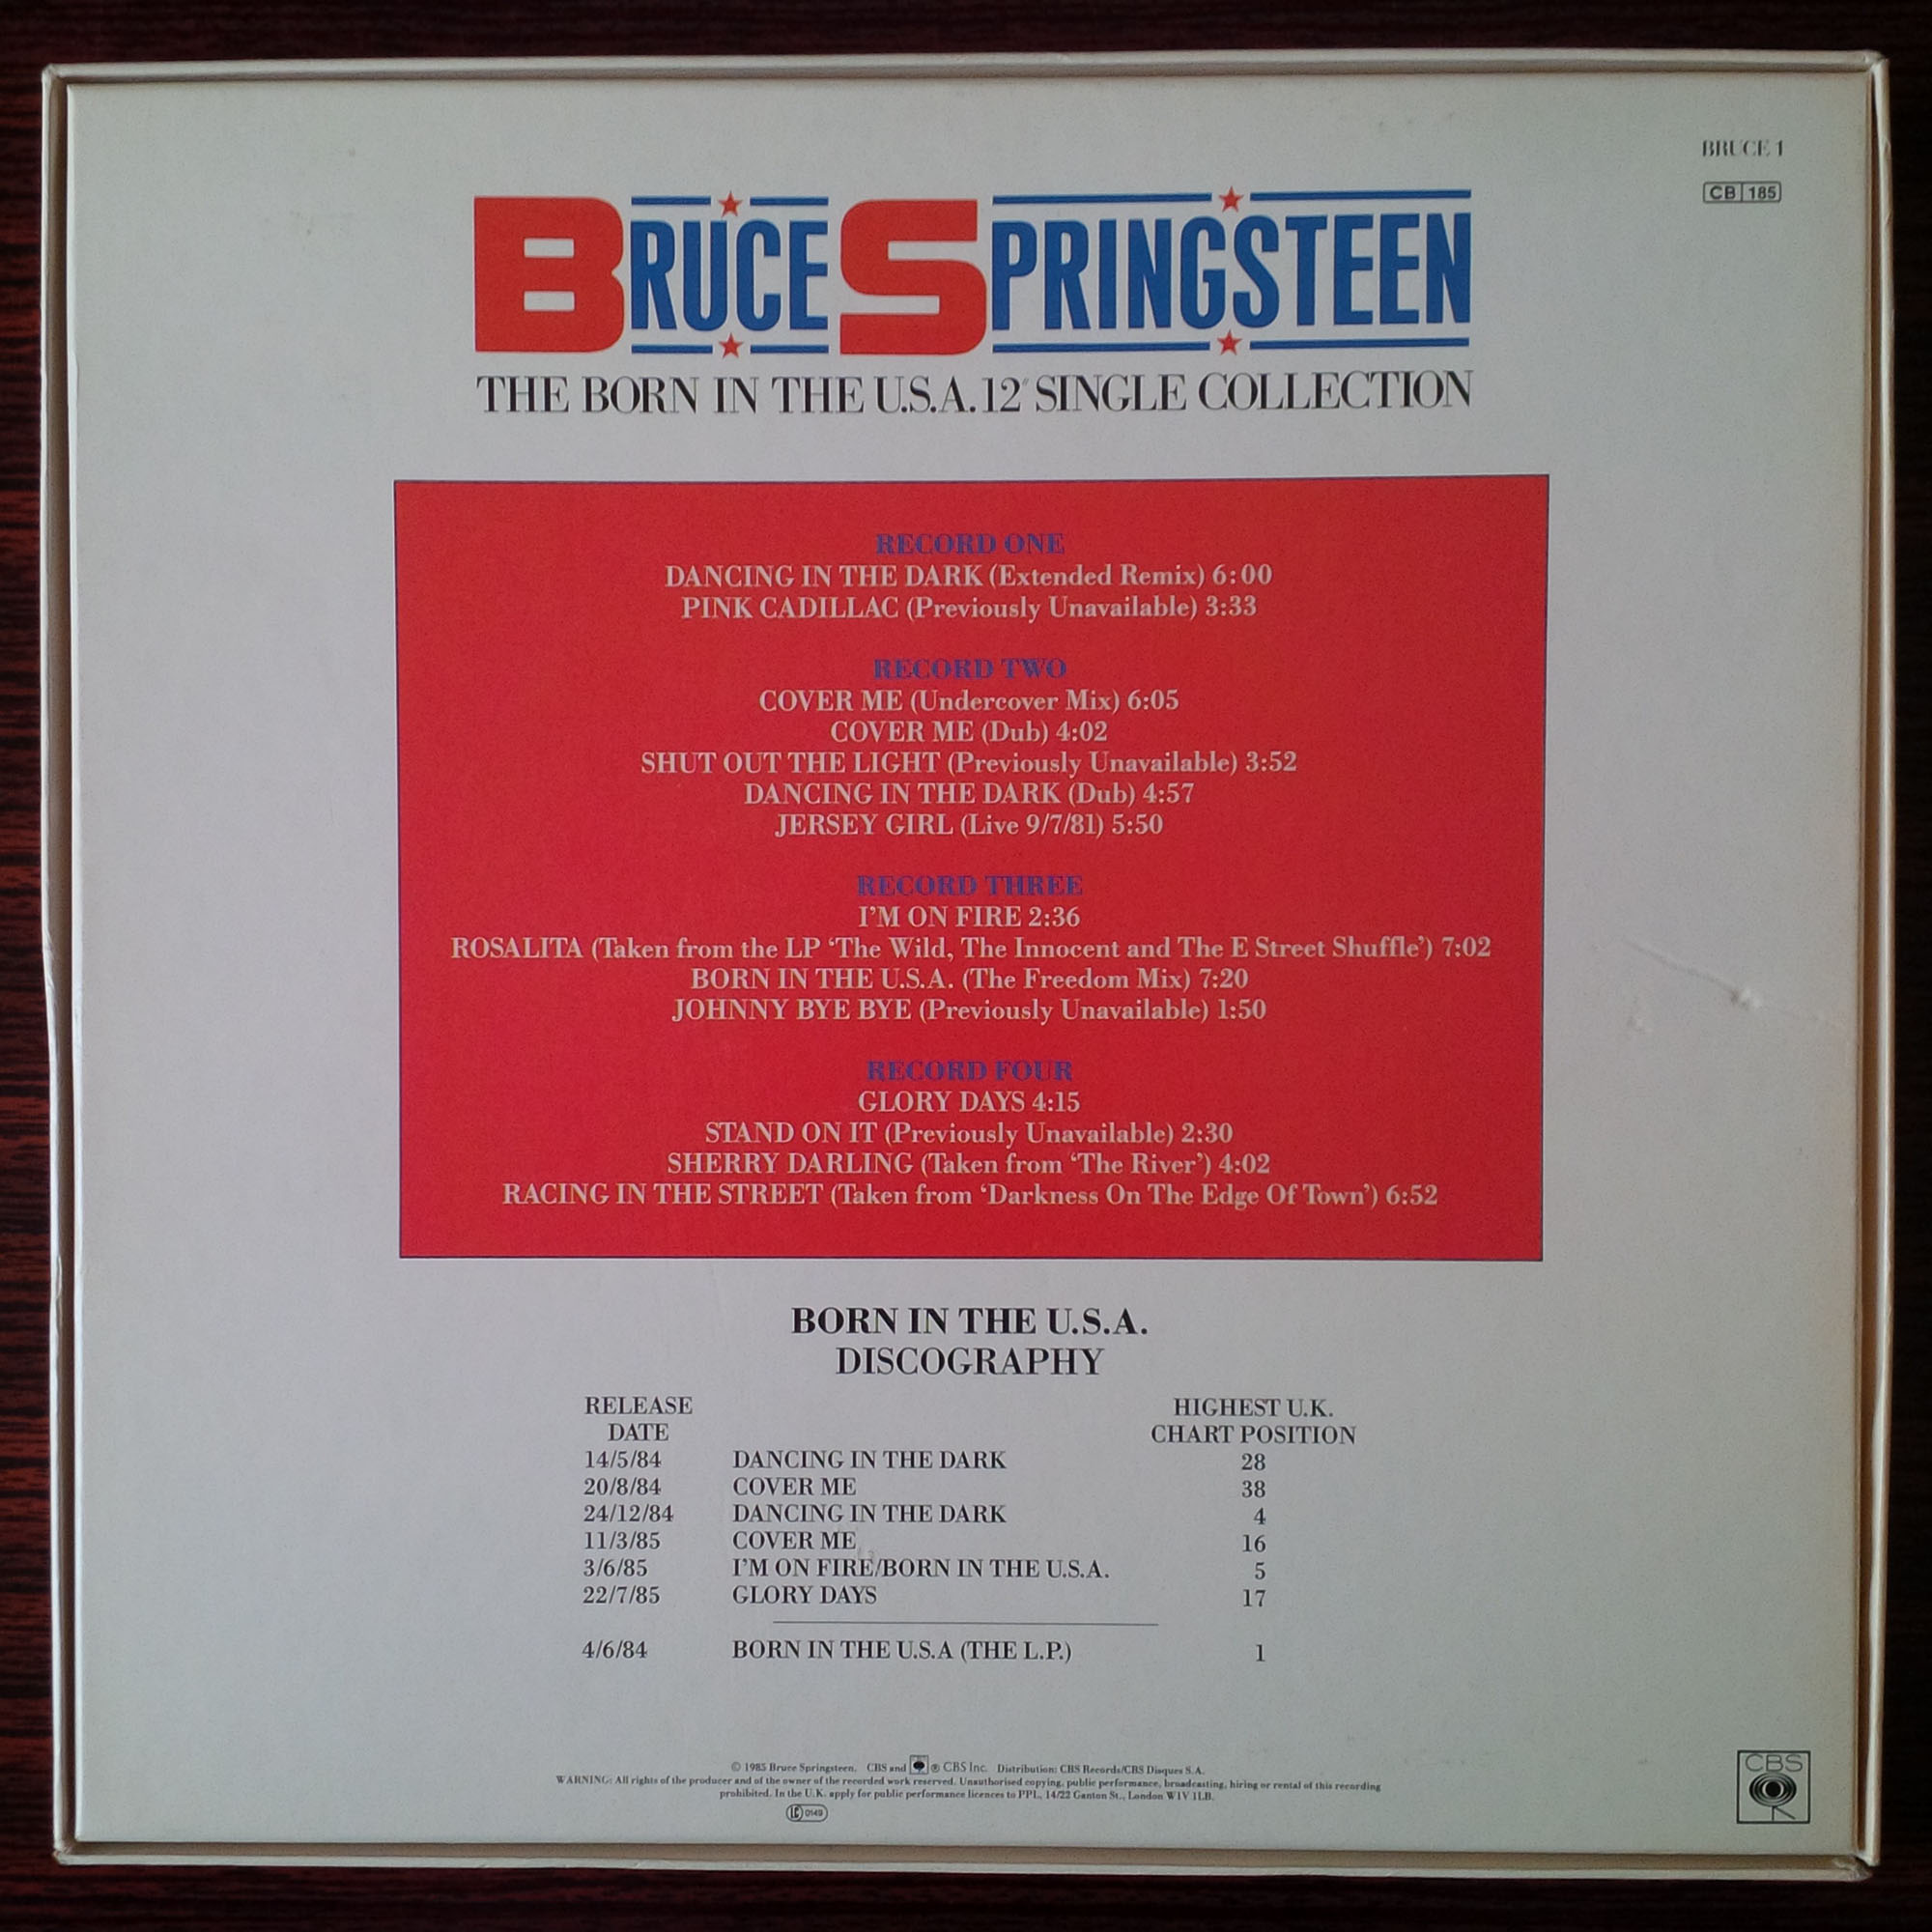 BRUCE 1
CB 185
BRUCE SPRINGSTEEN
THE BORN IN THE U.S.A. 12" SINGLE COLLECTION
RECORD ONE
DANCING IN THE DARK (Extended Remix) 6:00
PINK CADILLAC (Previously Unavailable) 3:33
RECORD TWO
COVER ME (Undercover Mix) 6:05
COVER ME (Dub) 4:02
SHUT OUT THE LIGHT (Previously Unavailable) 3:52
DANCING IN THE DARK (Dub) 4:57
JERSEY GIRL (Live 9/7/81) 5:50
RECORD THREE
I'M ON FIRE 2:36
ROSALITA (Taken from the LP ‘The Wild, The Innocent and The E Street Shuffle’) 7:02
BORN IN THE U.S.A. (The Freedom Mix) 7:20
JOHNNY BYE BYE (Previously Unavailable) 1:50
RECORD FOUR
GLORY DAYS 4:15
STAND ON IT (Previously Unavailable) 2:30
SHERRY DARLING (Taken from ‘The River’) 4:02
RACING IN THE STREET (Taken from ‘Darkness On The Edge Of Town’) 6:52
BORN IN THE U.S.A.
DISCOGRAPHY
RELEASE HIGHEST U.K.
DATE CHART POSITION
14/5/84 DANCING IN THE DARK 28
20/8/84 COVER ME 38
24/12/84 DANCING IN THE DARK 4
11/3/85 COVER ME 16
3/6/85 I'M ON FIRE/BORN IN THE U.S.A. 5
22/7/85 GLORY DAYS 17
4/6/84 BORN IN THE U.S.A (THE L.P.) 1
© 1985 Bruce Springsteen. CBS and ® CBS Inc. Distribution: CBS Records/CBS Disques S.A.
WARNING: All rights of the producer and of the owner of the recorded work reserved. Unauthorised copying, public performance, broadcasting, hiring or rental of this recording
prohibited. In the U.K. apply for public performance licences to PPL, 14/22 Ganton St., London W1V 1LB.
LC 0149
CBS